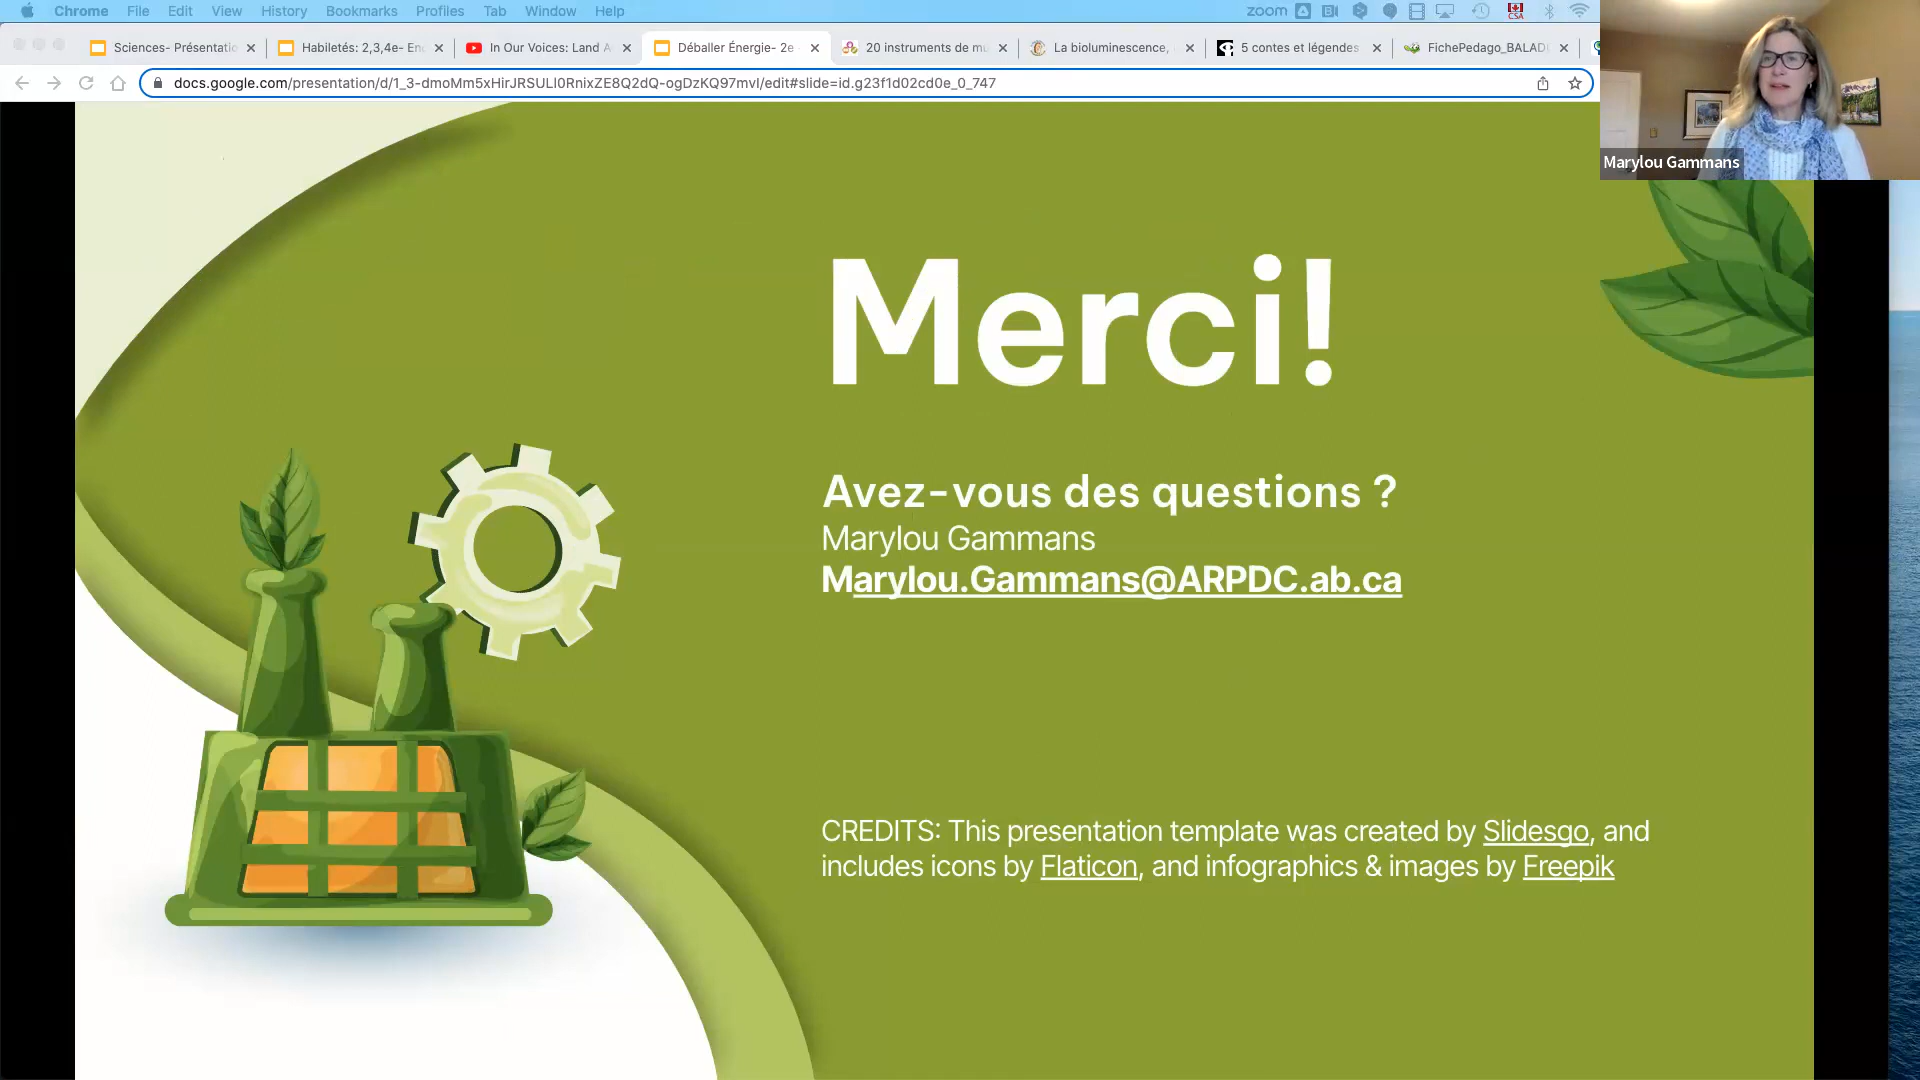 Chrome File Edit View History Bookmarks Profiles Tab Window Help zoom CSA
Sciences- Présentatio Habiletés: 2,3,4e- En In Our Voices: Land A Déballer Énergie- 2e 20 instruments de mu La bioluminescence, 5 contes et légendes FichePedago_BALADI
docs.google.com/presentation/d/1_3-dmoMm5xHirJRSULI0RnixZE8Q2dQ-ogDzKQ97mvI/edit#slide=id.g23f1d02cd0e_0_747
Marylou Gammans
Merci!
Avez-vous des questions ?
Marylou Gammans
Marylou.Gammans@ARPDC.ab.ca
CREDITS: This presentation template was created by Slidesgo, and
includes icons by Flaticon, and infographics & images by Freepik